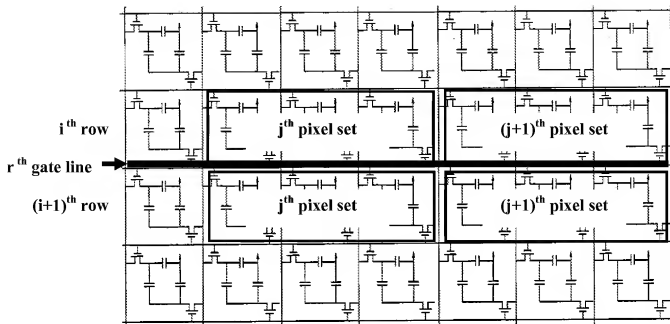 i th row
j th pixel set
(j+1) th pixel set
r th gate line
(i+1) th row
j th pixel set
(j+1) th pixel set